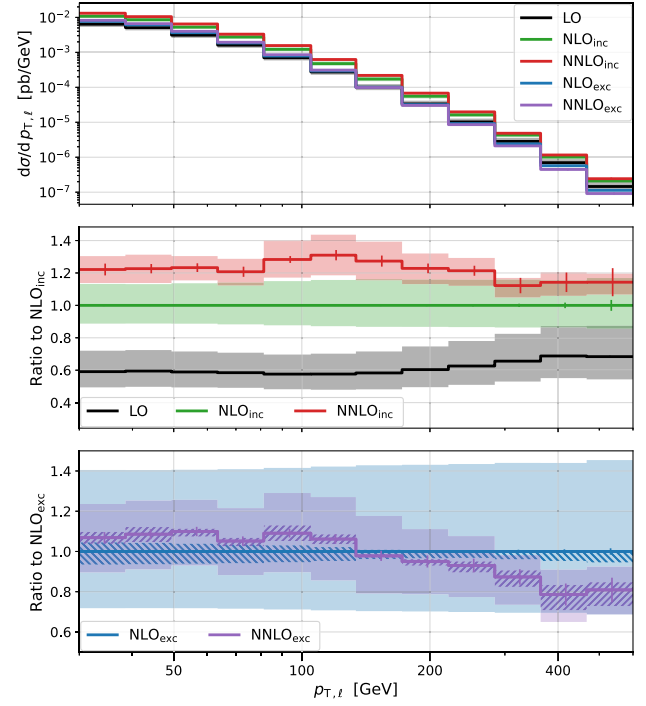 10⁻²
10⁻³
10⁻⁴
10⁻⁵
10⁻⁶
10⁻⁷
dσ/dp_T,ℓ [pb/GeV]
LO
NLO_inc
NNLO_inc
NLO_exc
NNLO_exc
1.4
1.2
1.0
0.8
0.6
0.4
Ratio to NLO_inc
LO NLO_inc NNLO_inc
1.4
1.2
1.0
0.8
0.6
Ratio to NLO_exc
NLO_exc NNLO_exc
50 100 200 400
p_T,ℓ [GeV]